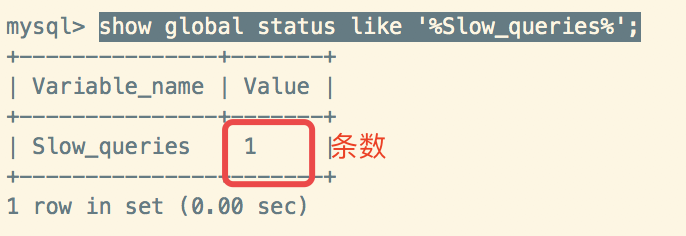 mysql> show global status like '%Slow_queries%';
+---------------+-------+
| Variable_name | Value |
+---------------+-------+
| Slow_queries  1 |条数
+---------------+-------+
1 row in set (0.00 sec)